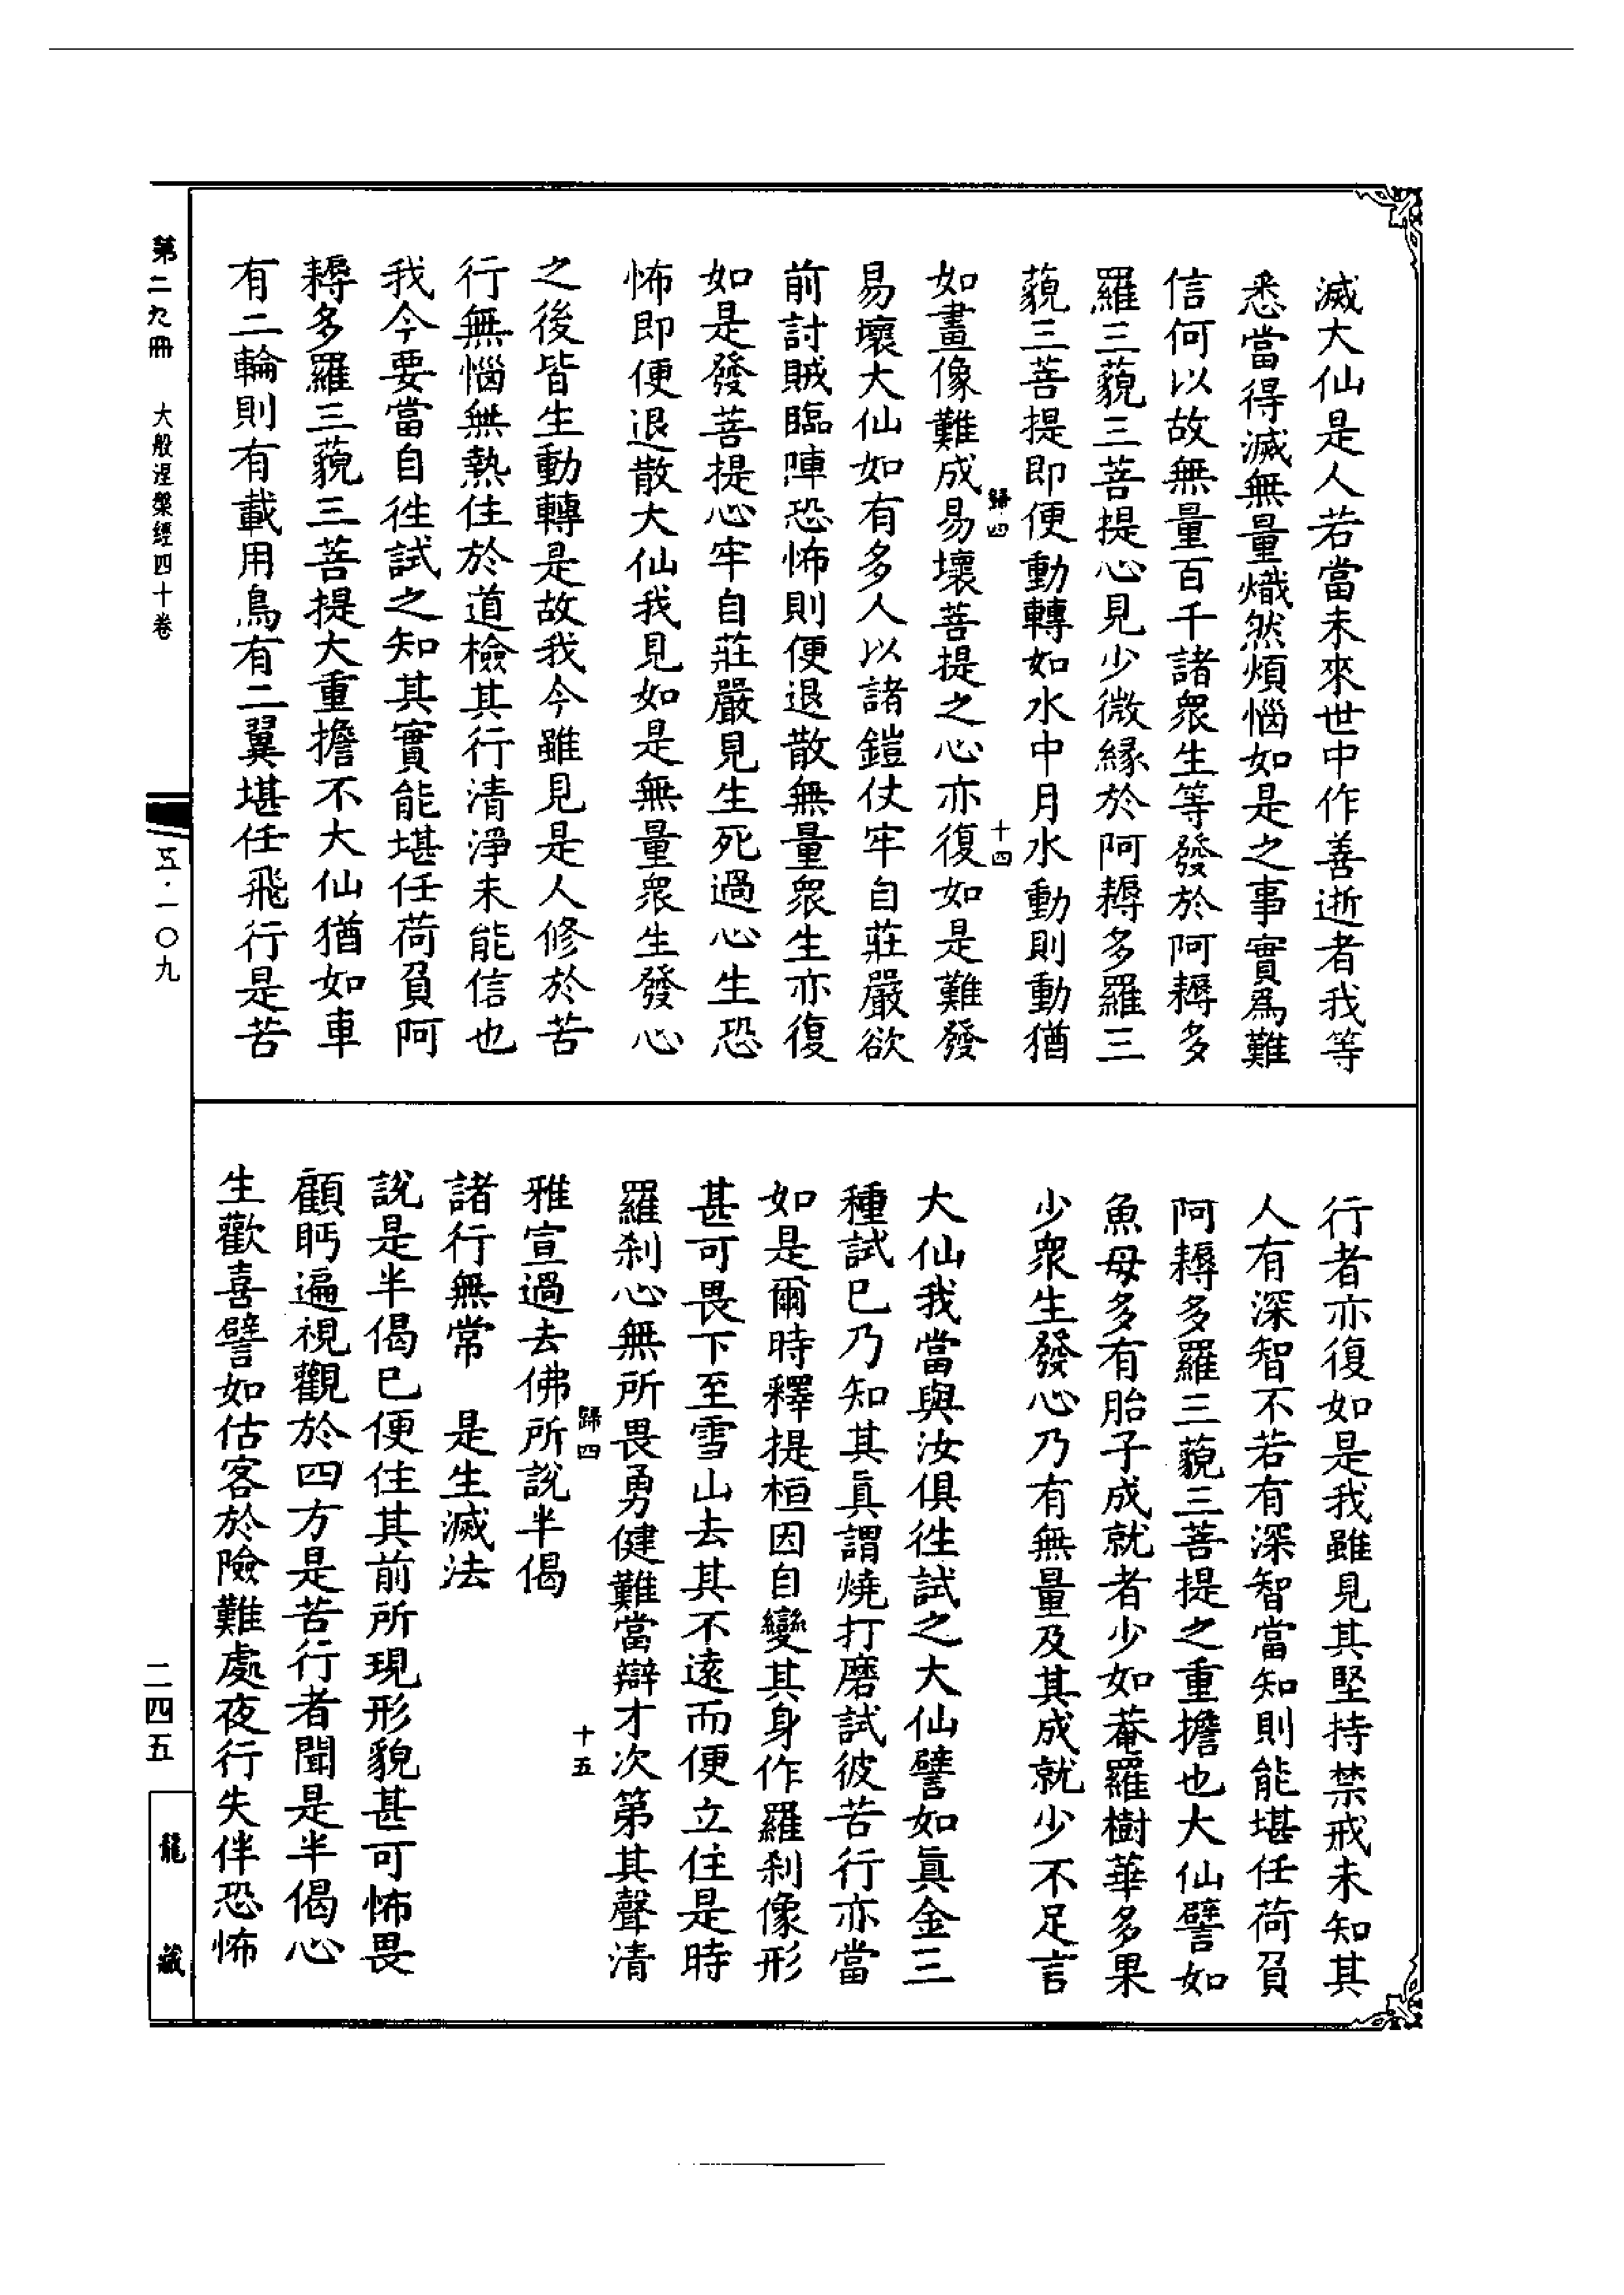 滅大仙是人若當未來世中作善逝者我等
悉當得滅無量熾然煩惱如是之事實爲難
信何以故無量百千諸衆生等發於阿耨多
羅三藐三菩提心見少微緣於阿耨多羅三
藐三菩提即便動轉如水中月水動則動猶
歸四
十四
如畫像難成易壞菩提之心亦復如是難發
易壞大仙如有多人以諸鎧仗牢自莊嚴欲
前討賊臨陣恐怖則便退散無量衆生亦復
如是發菩提心牢自莊嚴見生死過心生恐
怖即便退散大仙我見如是無量衆生發心
之後皆生動轉是故我今雖見是人修於苦
行無惱無熱住於道檢其行清淨未能信也
我今要當自往試之知其實能堪任荷負阿
耨多羅三藐三菩提大重擔不大仙猶如車
有二輪則有載用鳥有二翼堪任飛行是苦
行者亦復如是我雖見其堅持禁戒未知其
人有深智不若有深智當知則能堪任荷負
阿耨多羅三藐三菩提之重擔也大仙譬如
魚母多有胎子成就者少如菴羅樹華多果
少衆生發心乃有無量及其成就少不足言
大仙我當與汝俱往試之大仙譬如眞金三
種試已乃知其眞謂燒打磨試彼苦行亦當
如是爾時釋提桓因自變其身作羅刹像形
甚可畏下至雪山去其不遠而便立住是時
羅刹心無所畏勇健難當辯才次第其聲清
歸四
十五
雅宣過去佛所說半偈
諸行無常　是生滅法
說是半偈已便住其前所現形貌甚可怖畏
顧眄遍視觀於四方是苦行者聞是半偈心
生歡喜譬如估客於險難處夜行失伴恐怖
第二九冊　大般涅槃經四十卷
五·一〇九
二四五
龍藏